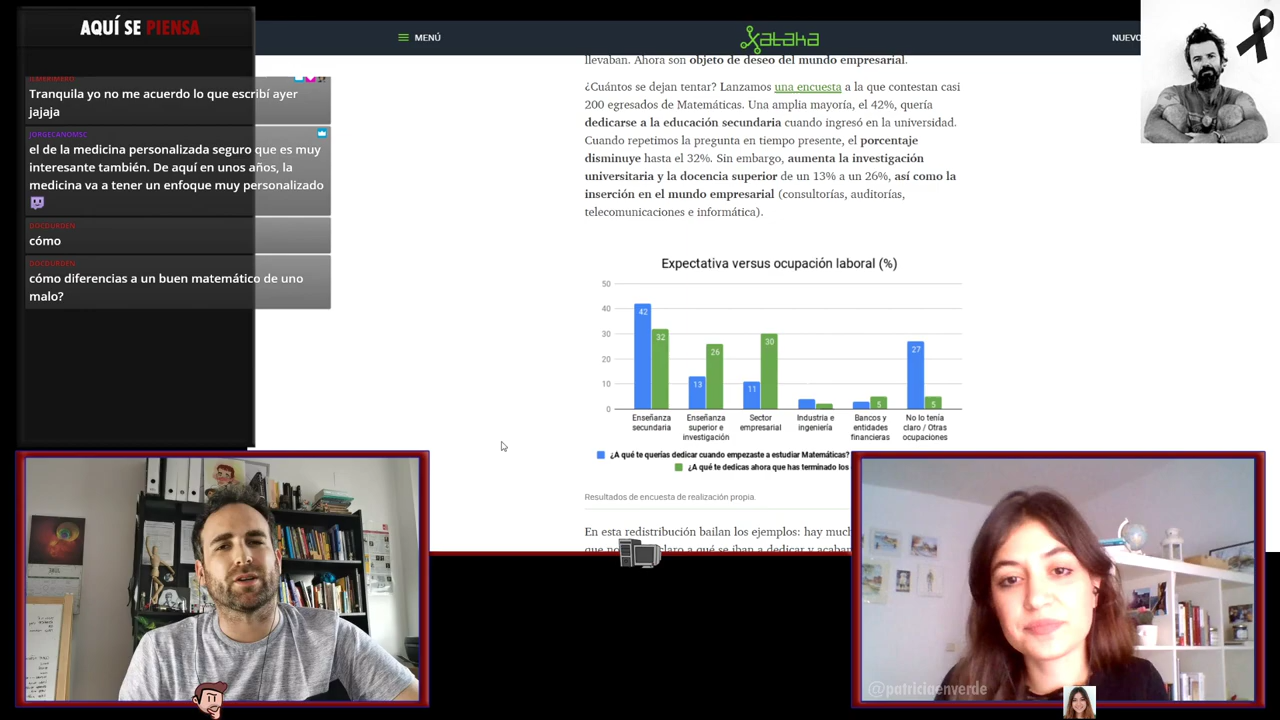 AQUÍ SE PIENSA
Tranquila yo no me acuerdo lo que escribí ayer
jajaja
JORGECANOMSC
el de la medicina personalizada seguro que es muy
interesante también. De aquí en unos años, la
medicina va a tener un enfoque muy personalizado
DOCDURDEN
cómo
DOCDURDEN
cómo diferencias a un buen matemático de uno
malo?
MENÚ
xataka
NUEVO
llevaban. Ahora son objeto de deseo del mundo empresarial.
¿Cuántos se dejan tentar? Lanzamos una encuesta a la que contestan casi
200 egresados de Matemáticas. Una amplia mayoría, el 42%, quería
dedicarse a la educación secundaria cuando ingresó en la universidad.
Cuando repetimos la pregunta en tiempo presente, el porcentaje
disminuye hasta el 32%. Sin embargo, aumenta la investigación
universitaria y la docencia superior de un 13% a un 26%, así como la
inserción en el mundo empresarial (consultorías, auditorías,
telecomunicaciones e informática).
Expectativa versus ocupación laboral (%)
50
40
30
20
10
0
42
32
13
26
11
30
5
27
5
Enseñanza
secundaria
Enseñanza
superior e
investigación
Sector
empresarial
Industria e
ingeniería
Bancos y
entidades
financieras
No lo tenía
claro / Otras
ocupaciones
¿A qué te querías dedicar cuando empezaste a estudiar Matemáticas?
¿A qué te dedicas ahora que has terminado los
Resultados de encuesta de realización propia.
En esta redistribución bailan los ejemplos: hay much
claro a qué se iban a dedicar y acaban
@patriciaenverde